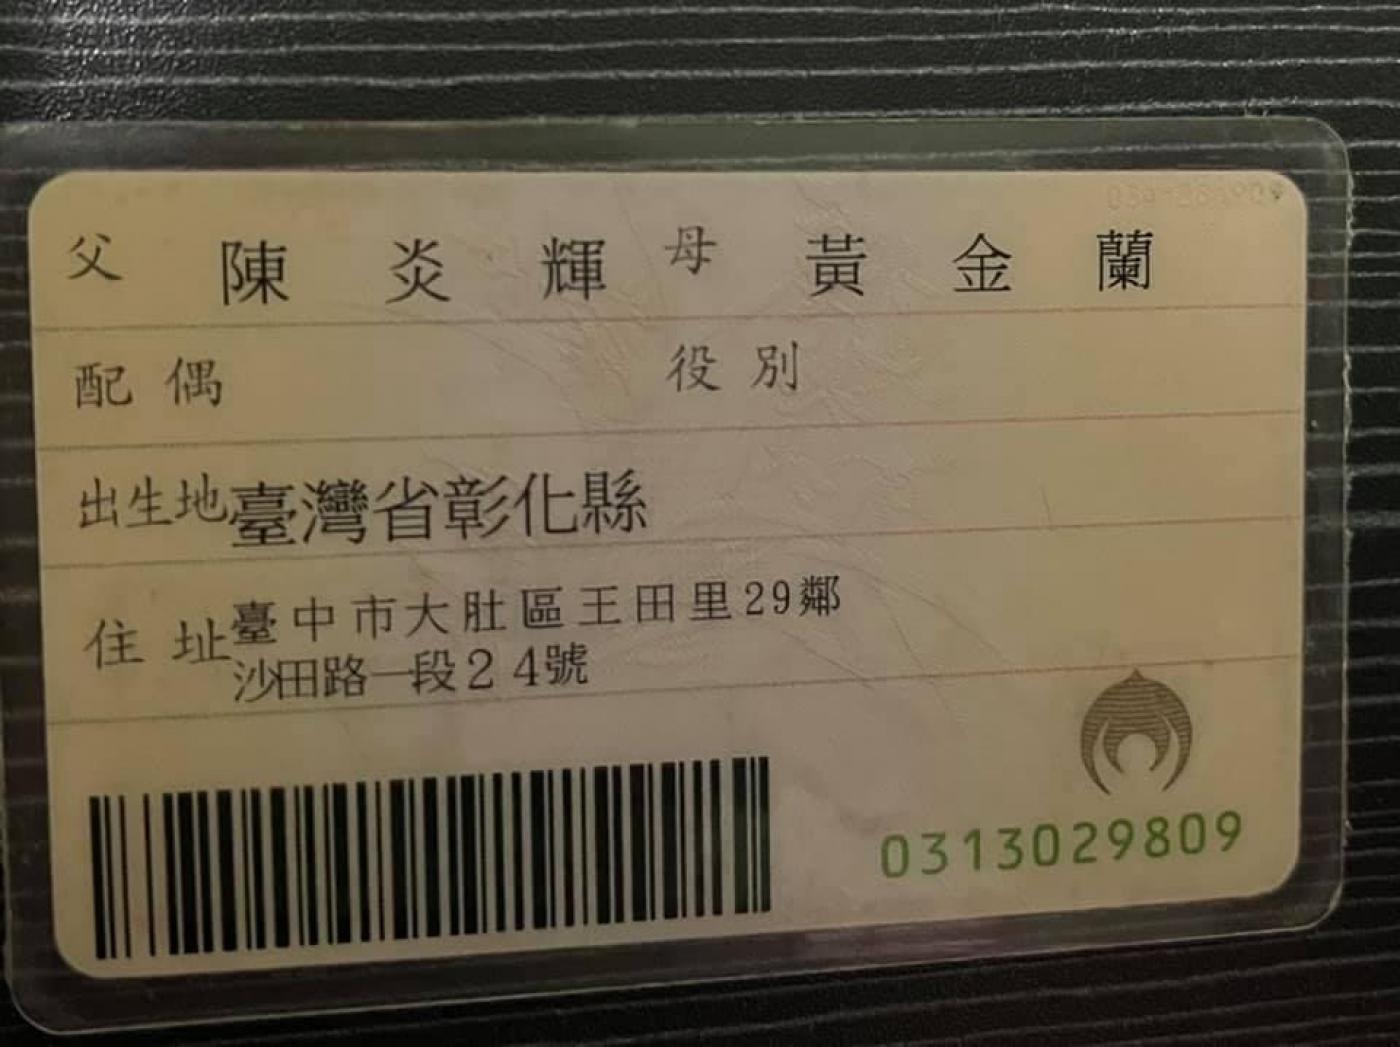 父 陳炎輝 母 黃金蘭
配偶 役別
出生地 臺灣省彰化縣
住址 臺中市大肚區王田里29鄰
沙田路一段24號
0313029809